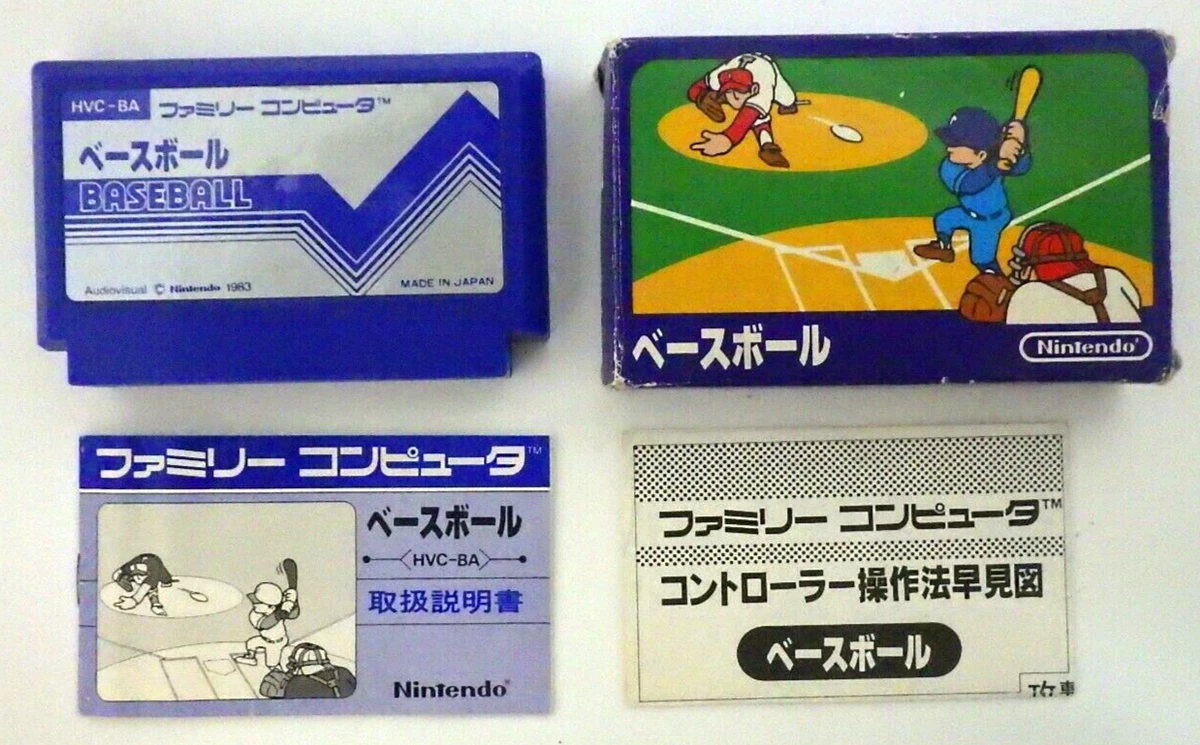 HVC-BA ファミリー コンピュータ™
ベースボール
BASEBALL
Audiovisual © Nintendo 1983
MADE IN JAPAN
ベースボール
Nintendo
ファミリー コンピュータ™
ベースボール
HVC-BA
取扱説明書
Nintendo
ファミリー コンピュータ™
コントローラー操作法早見図
ベースボール